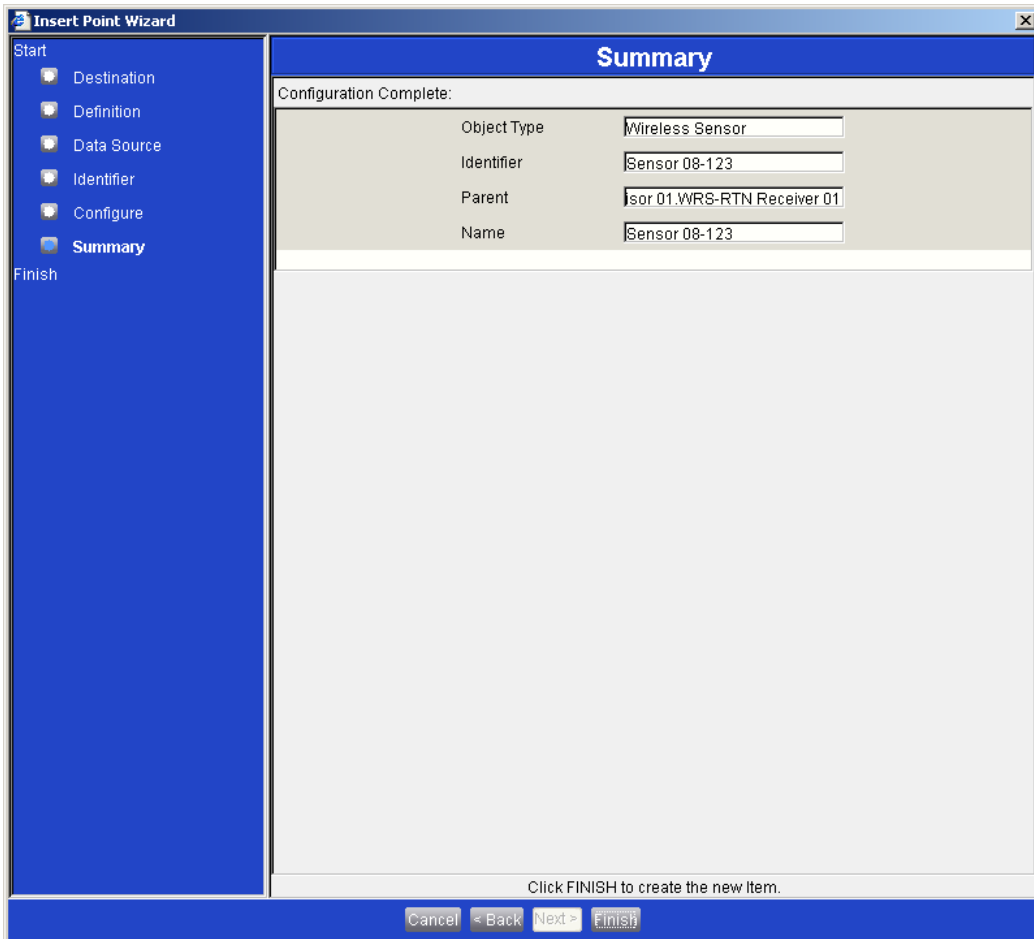 Insert Point Wizard
Start
Destination
Definition
Data Source
Identifier
Configure
Summary
Finish
Summary
Configuration Complete:
Object Type Wireless Sensor
Identifier Sensor 08-123
Parent isor 01.WRS-RTN Receiver 01
Name Sensor 08-123
Click FINISH to create the new Item.
Cancel < Back Next > Finish